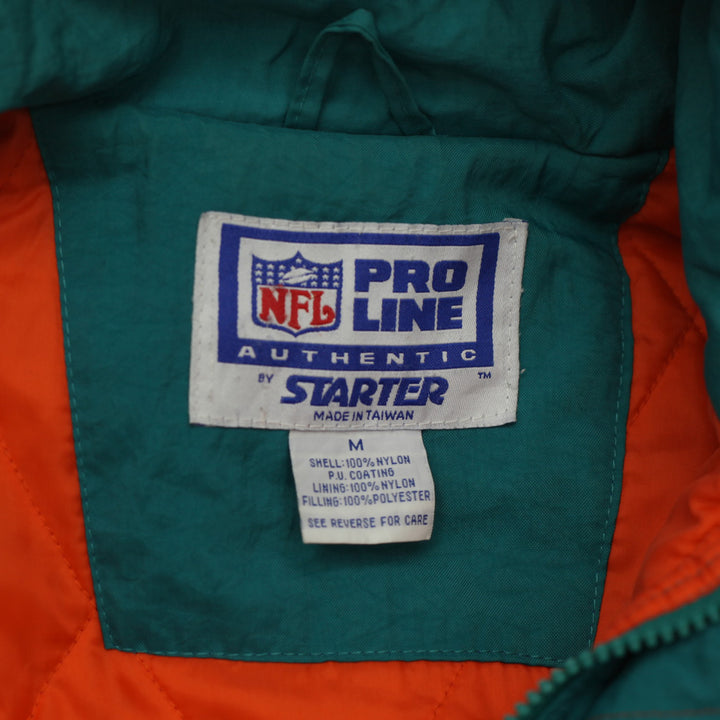 NFL
PRO
LINE
AUTHENTIC
BY STARTER TM
MADE IN TAIWAN
M
SHELL:100% NYLON
P.U. COATING
LINING:100% NYLON
FILLING:100%POLYESTER
SEE REVERSE FOR CARE